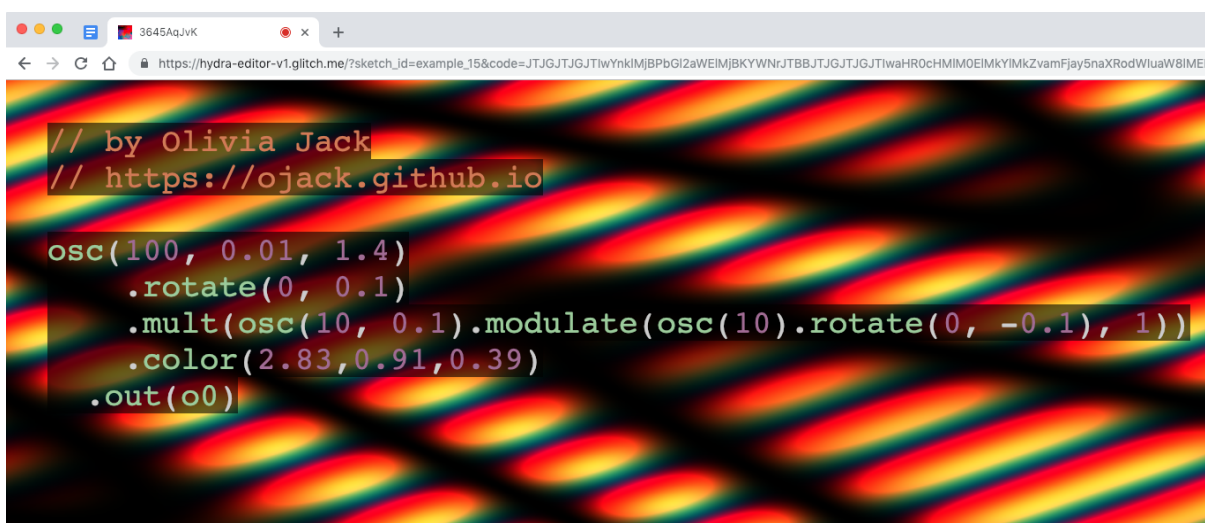 3645AqJvK
https://hydra-editor-v1.glitch.me/?sketch_id=example_15&code=JTJGJTJGJTIwYnklMjBPbGl2aWElMjBKYWNrJTBBJTJGJTJGJTIwaHR0cHMlM0ElMkYlMkZvamFjay5naXRodWIuaW8lME
// by Olivia Jack
// https://ojack.github.io
osc(100, 0.01, 1.4)
.rotate(0, 0.1)
.mult(osc(10, 0.1).modulate(osc(10).rotate(0, -0.1), 1))
.color(2.83,0.91,0.39)
.out(o0)